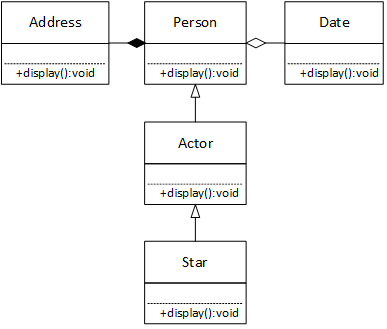 Address
Person
Date
+display():void
+display():void
+display():void
Actor
+display():void
Star
+display():void